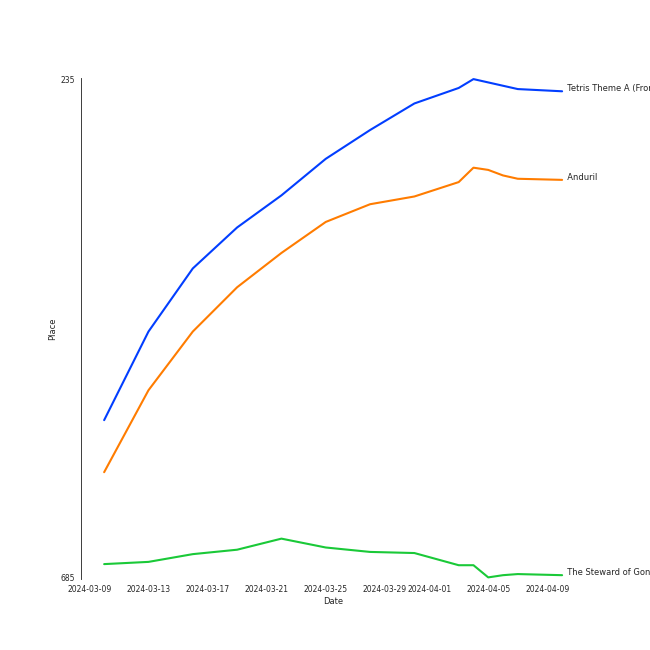 235
Tetris Theme A (Fro
Anduril
Place
The Steward of Gon
685
2024-03-09 2024-03-13 2024-03-17 2024-03-21 2024-03-25 2024-03-29 2024-04-01 2024-04-05 2024-04-09
Date